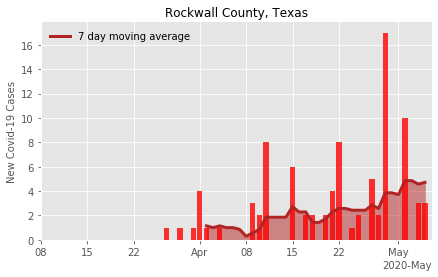 Rockwall County, Texas
7 day moving average
New Covid-19 Cases
16
14
12
10
8
6
4
2
0
08 15 22 Apr 08 15 22 May
2020-May